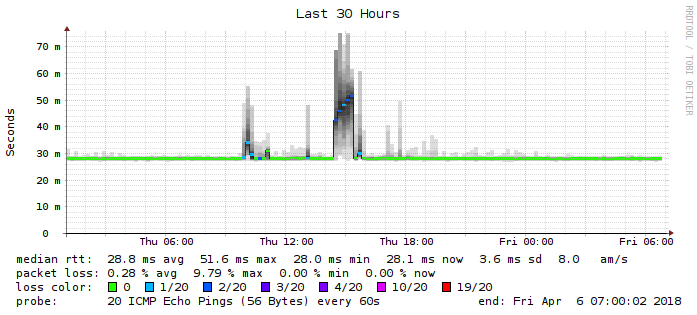 Last 30 Hours
RRDTOOL / TOBI OETIKER
Seconds
70 m
60 m
50 m
40 m
30 m
20 m
10 m
0
Thu 06:00 Thu 12:00 Thu 18:00 Fri 00:00 Fri 06:00
median rtt: 28.8 ms avg 51.6 ms max 28.0 ms min 28.1 ms now 3.6 ms sd 8.0 am/s
packet loss: 0.28 % avg 9.79 % max 0.00 % min 0.00 % now
loss color: 0 1/20 2/20 3/20 4/20 10/20 19/20
probe: 20 ICMP Echo Pings (56 Bytes) every 60s end: Fri Apr 6 07:00:02 2018